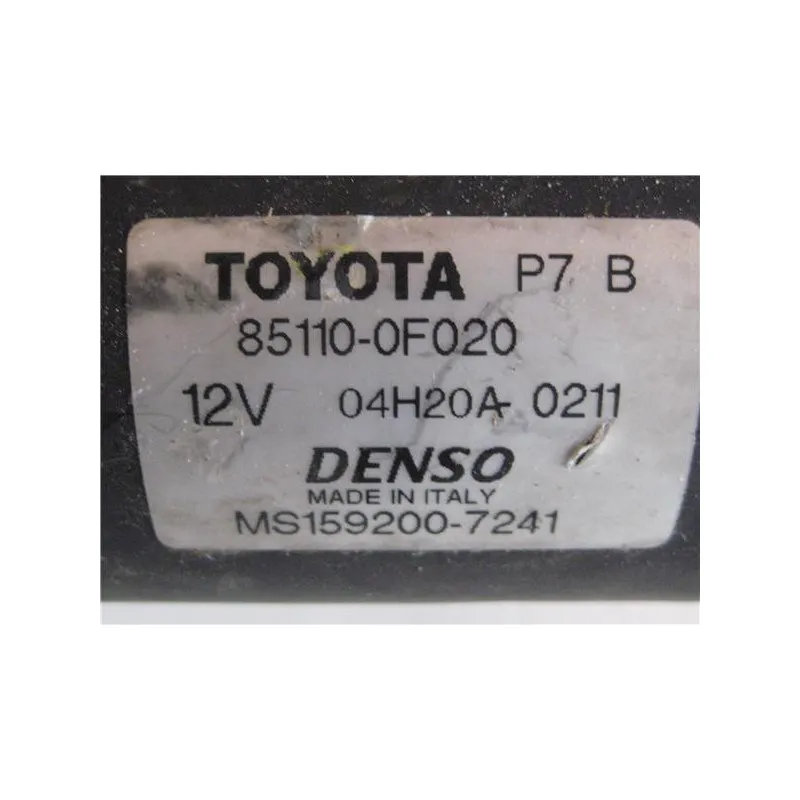 TOYOTA P7 B
85110-0F020
12V 04H20A 0211
DENSO
MADE IN ITALY
MS159200-7241